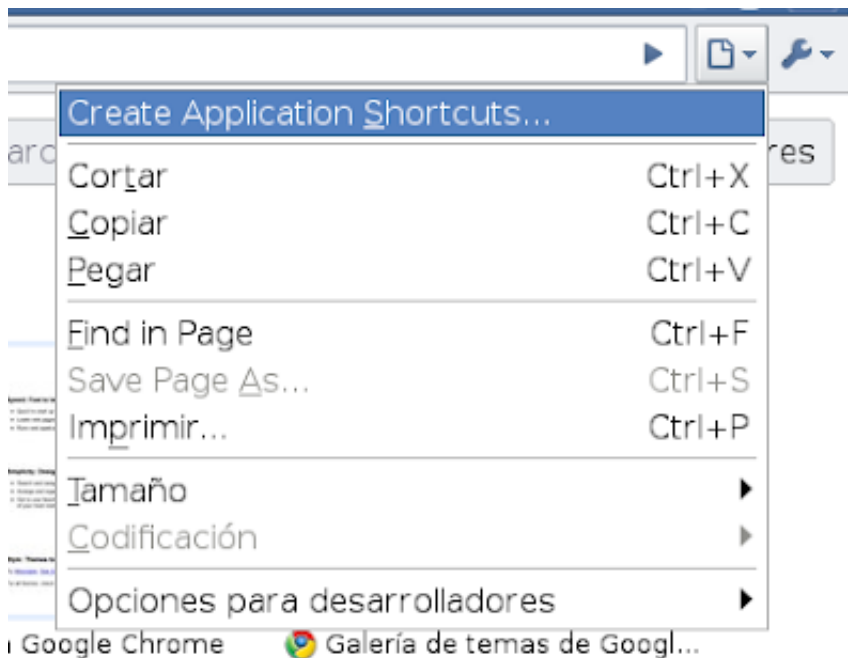 Create Application Shortcuts...
Cortar Ctrl+X
Copiar Ctrl+C
Pegar Ctrl+V
Find in Page Ctrl+F
Save Page As... Ctrl+S
Imprimir... Ctrl+P
Tamaño
Codificación
Opciones para desarrolladores
Google Chrome Galería de temas de Googl...